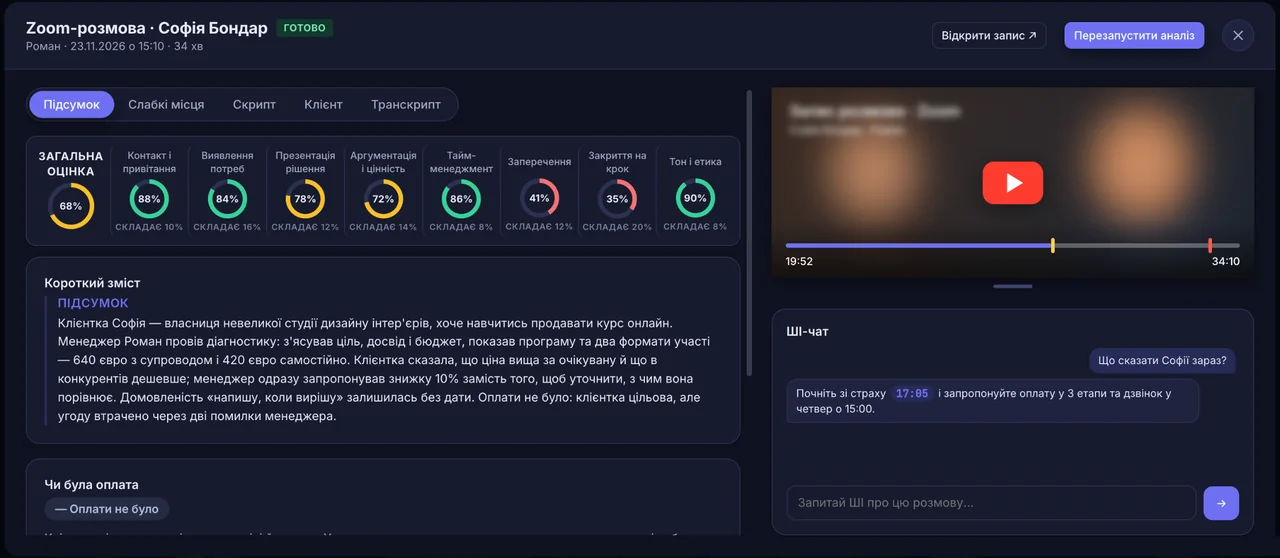 Zoom-розмова · Софія Бондар ГОТОВО
Роман · 23.11.2026 о 15:10 · 34 хв
Відкрити запис ↗
Перезапустити аналіз
Підсумок
Слабкі місця
Скрипт
Клієнт
Транскрипт
ЗАГАЛЬНА
ОЦІНКА
68%
Контакт і
привітання
88%
СКЛАДАЄ 10%
Виявлення
потреб
84%
СКЛАДАЄ 16%
Презентація
рішення
78%
СКЛАДАЄ 12%
Аргументація
і цінність
72%
СКЛАДАЄ 14%
Тайм-
менеджмент
86%
СКЛАДАЄ 8%
Заперечення
41%
СКЛАДАЄ 12%
Закриття на
крок
35%
СКЛАДАЄ 20%
Тон і етика
90%
СКЛАДАЄ 8%
Короткий зміст
ПІДСУМОК
Клієнтка Софія — власниця невеликої студії дизайну інтер'єрів, хоче навчитись продавати курс онлайн.
Менеджер Роман провів діагностику: з'ясував ціль, досвід і бюджет, показав програму та два формати участі
— 640 євро з супроводом і 420 євро самостійно. Клієнтка сказала, що ціна вища за очікувану й що в
конкурентів дешевше; менеджер одразу запропонував знижку 10% замість того, щоб уточнити, з чим вона
порівнює. Домовленість «напишу, коли вирішу» залишилась без дати. Оплати не було: клієнтка цільова, але
угоду втрачено через дві помилки менеджера.
Чи була оплата
— Оплати не було
19:52
34:10
ШІ-чат
Що сказати Софії зараз?
Почніть зі страху 17:05 і запропонуйте оплату у 3 етапи та дзвінок у
четвер о 15:00.
Запитай ШІ про цю розмову...